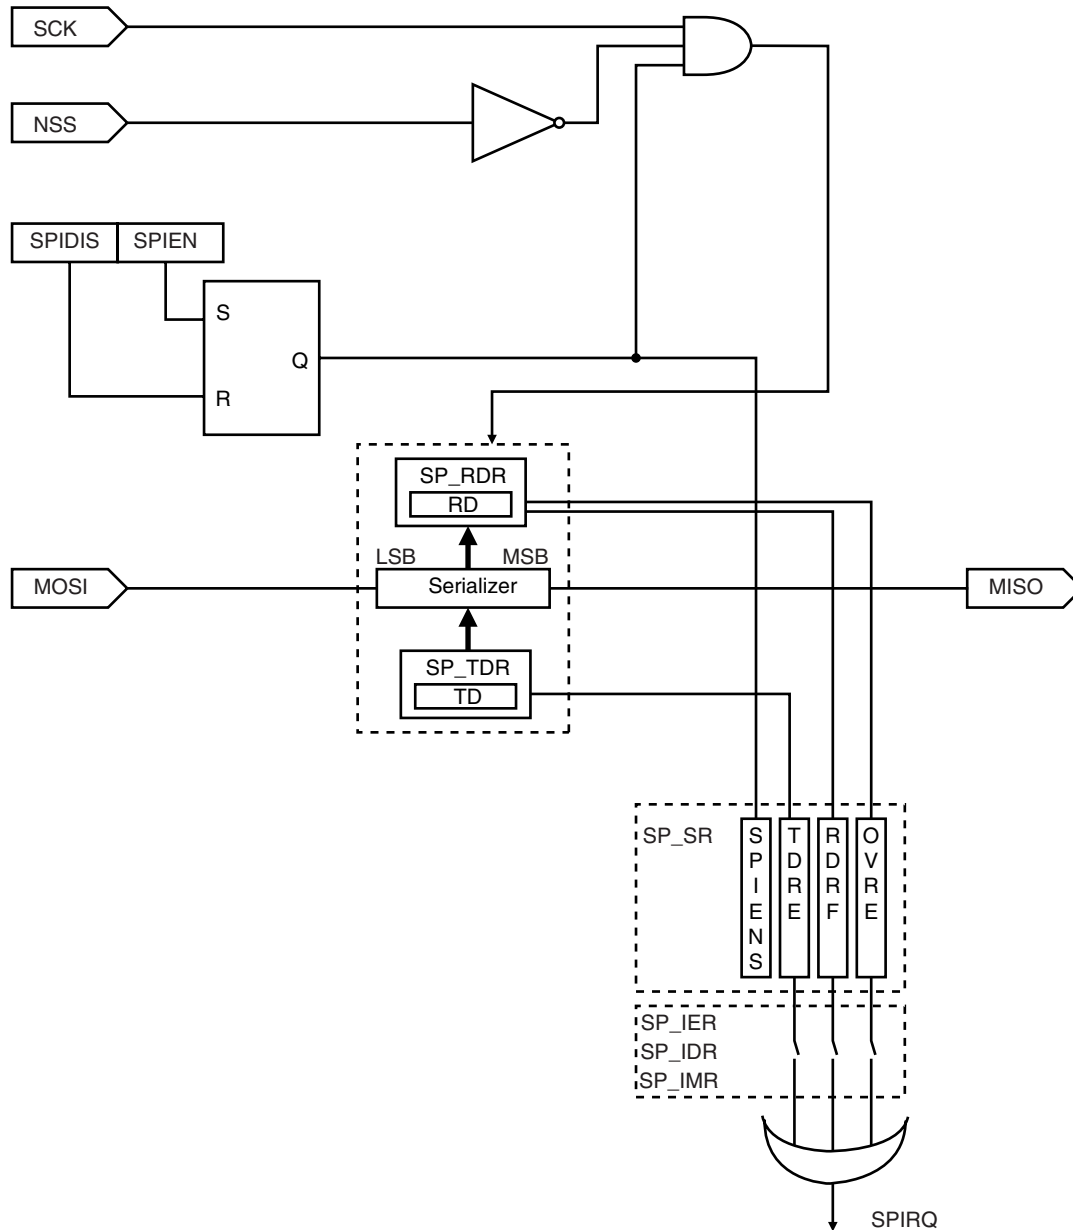 SCK
NSS
SPIDIS SPIEN
S
Q
R
SP_RDR
RD
LSB MSB
MOSI Serializer MISO
SP_TDR
TD
SP_SR
SPIENS
TDRE
RDRF
OVRE
SP_IER
SP_IDR
SP_IMR
SPIRQ